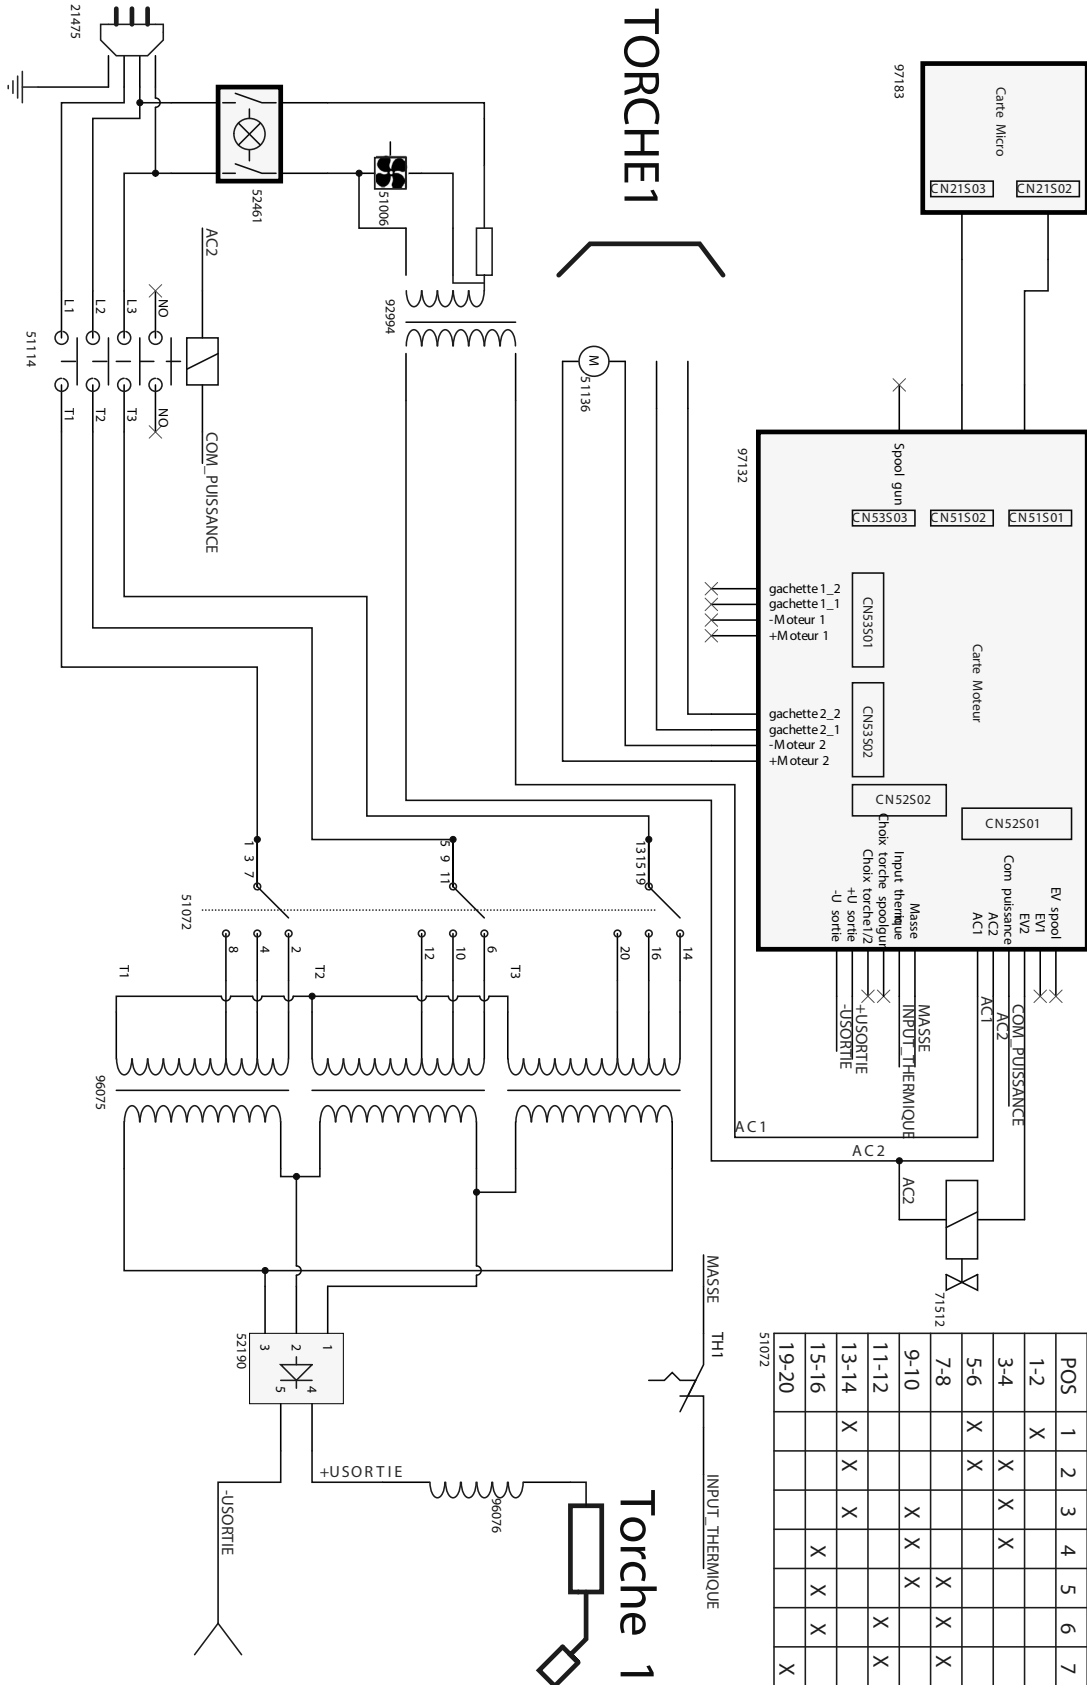 21475
TORCHE1
97183
Carte Micro
CN21S03
CN21S02
52461
51006
AC2
L1
L2
L3
NO
51114
T1
T2
T3
NO
COM_PUISSANCE
92994
M
51136
97132
Spool gun
CN53S03
CN51S02
CN51S01
gachette 1_2
gachette 1_1
-Moteur 1
+Moteur 1
CN53S01
Carte Moteur
gachette 2_2
gachette 2_1
-Moteur 2
+Moteur 2
CN53S02
CN52S02
CN52S01
-U sortie
+U sortie
Choix torche1/2
Choix torche spoolgun
Input thermique
Masse
AC1
AC2
Com puissance
EV2
EV1
EV spool
-USORTIE
+USORTIE
INPUT_THERMIQUE
MASSE
AC1
AC2
COM_PUISSANCE
1 3 7
5 9 11
13 15 19
51072
8
4
2
12
10
6
20
16
14
T1
T2
T3
96075
AC1
AC2
AC2
71512
MASSE
TH1
INPUT_THERMIQUE
1
2
3
4
5
52190
+USORTIE
-USORTIE
96076
Torche 1
POS 1 2 3 4 5 6 7
1-2 X
3-4 X X X
5-6 X X
7-8 X X X
9-10 X X X
11-12 X X
13-14 X X X
15-16 X X X
19-20 X
51072